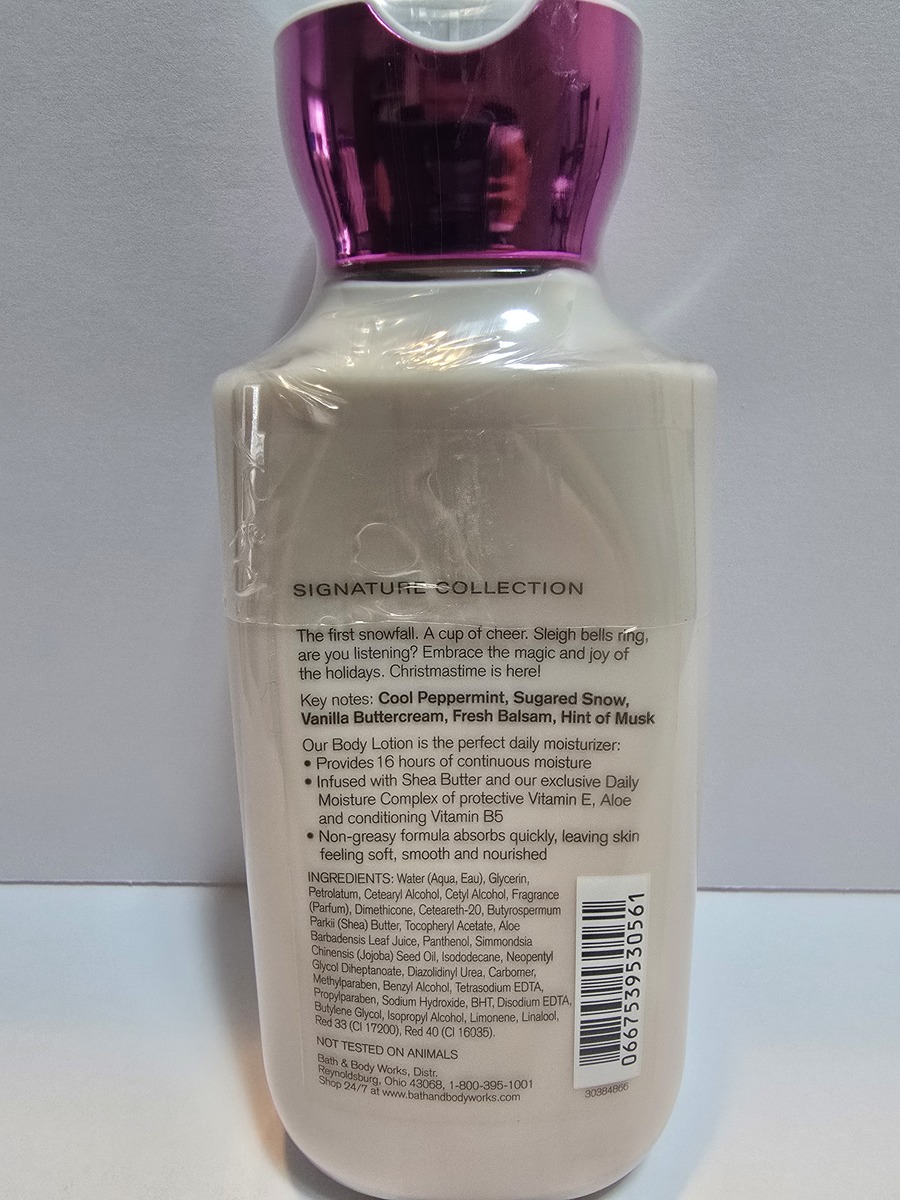 SIGNATURE COLLECTION
The first snowfall. A cup of cheer. Sleigh bells ring,
are you listening? Embrace the magic and joy of
the holidays. Christmastime is here!
Key notes: Cool Peppermint, Sugared Snow,
Vanilla Buttercream, Fresh Balsam, Hint of Musk
Our Body Lotion is the perfect daily moisturizer:
• Provides 16 hours of continuous moisture
• Infused with Shea Butter and our exclusive Daily
Moisture Complex of protective Vitamin E, Aloe
and conditioning Vitamin B5
• Non-greasy formula absorbs quickly, leaving skin
feeling soft, smooth and nourished
INGREDIENTS: Water (Aqua, Eau), Glycerin,
Petrolatum, Cetearyl Alcohol, Cetyl Alcohol, Fragrance
(Parfum), Dimethicone, Ceteareth-20, Butyrospermum
Parkii (Shea) Butter, Tocopheryl Acetate, Aloe
Barbadensis Leaf Juice, Panthenol, Simmondsia
Chinensis (Jojoba) Seed Oil, Isododecane, Neopentyl
Glycol Diheptanoate, Diazolidinyl Urea, Carbomer,
Methylparaben, Benzyl Alcohol, Tetrasodium EDTA,
Propylparaben, Sodium Hydroxide, BHT, Disodium EDTA,
Butylene Glycol, Isopropyl Alcohol, Limonene, Linalool,
Red 33 (CI 17200), Red 40 (CI 16035).
NOT TESTED ON ANIMALS
Bath & Body Works, Distr.
Reynoldsburg, Ohio 43068, 1-800-395-1001
Shop 24/7 at www.bathandbodyworks.com
0667539530561
30384866